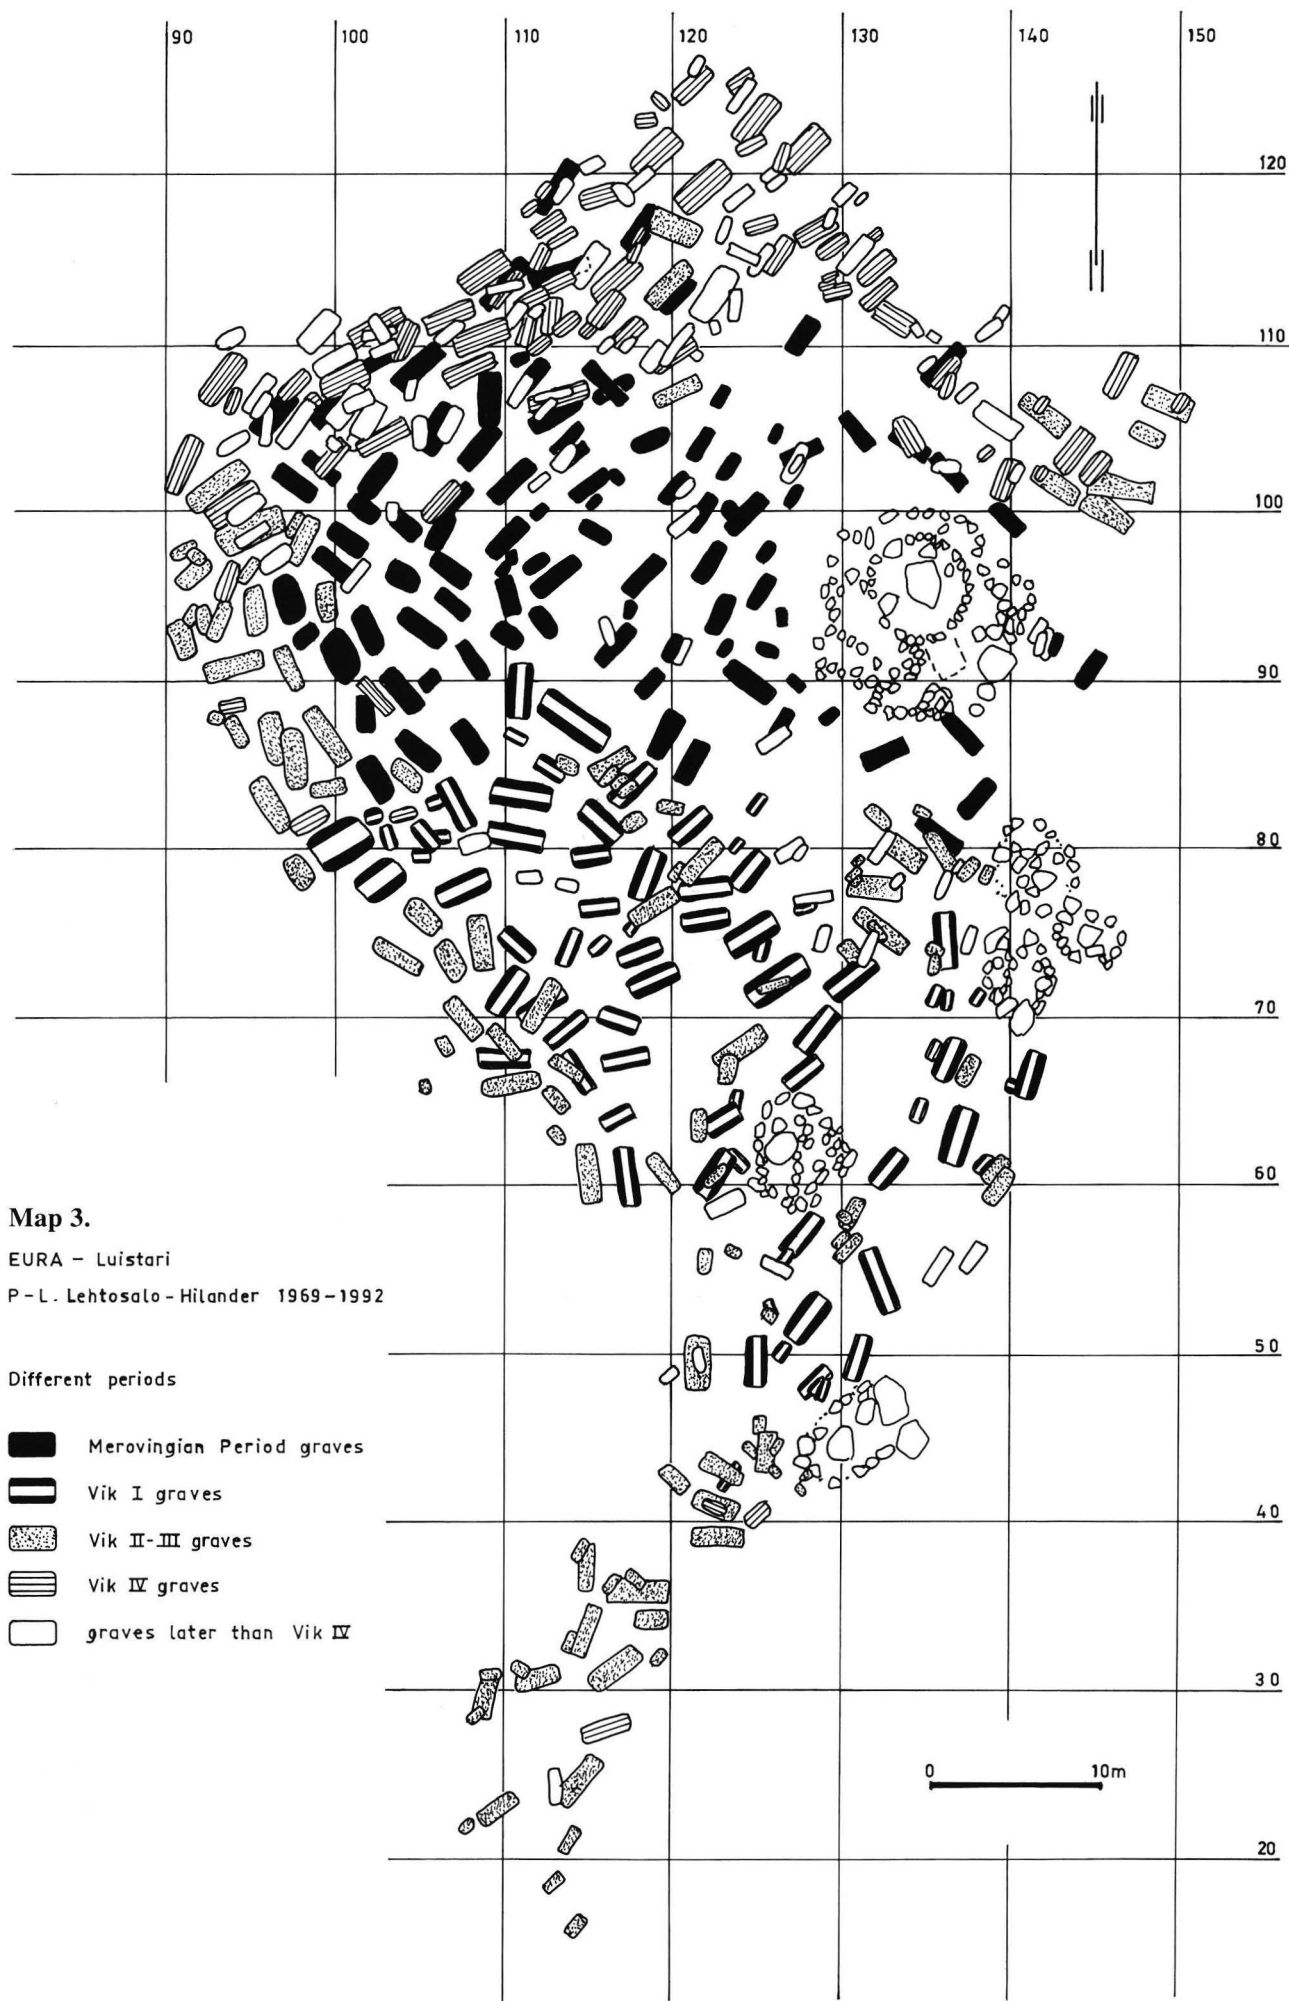 90 100 110 120 130 140 150
120
110
100
90
80
70
60
Map 3.
EURA – Luistari
P-L. Lehtosalo-Hilander 1969–1992
50
Different periods
Merovingian Period graves
Vik I graves
40
Vik II-III graves
Vik IV graves
graves later than Vik IV
30
0 10m
20